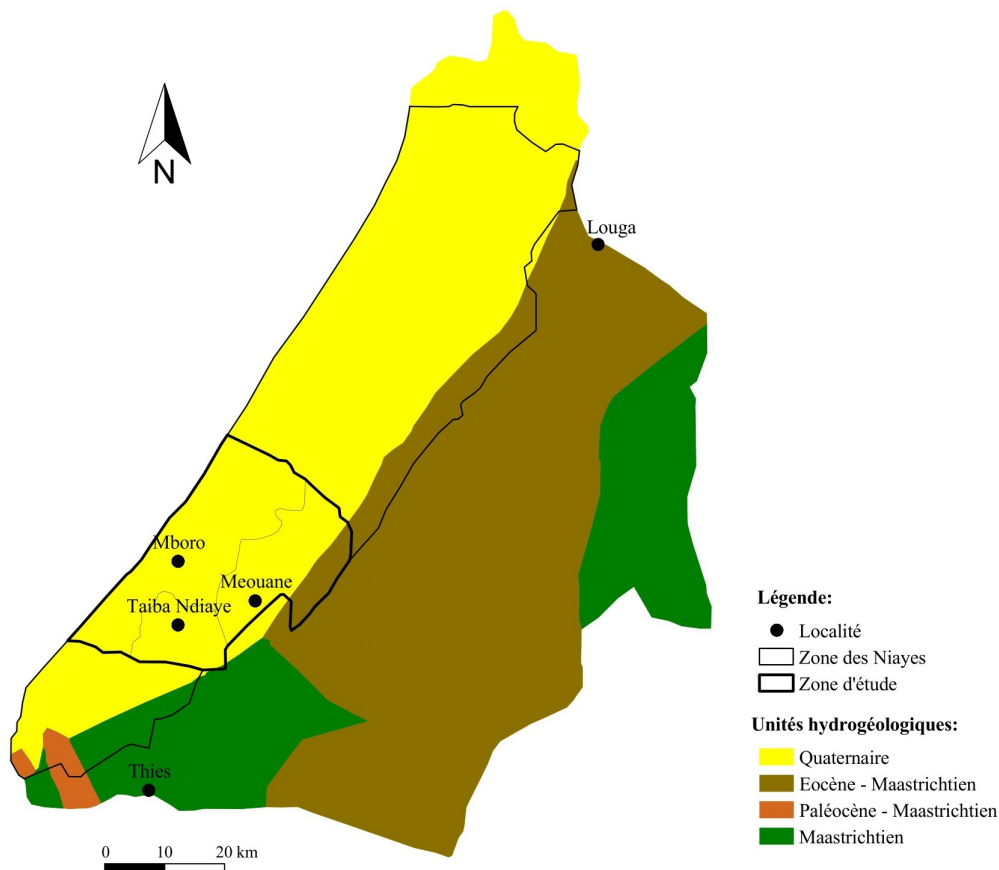 N
Louga
Mboro
Meouane
Taiba Ndiaye
Thies
0 10 20 km
Légende:
Localité
Zone des Niayes
Zone d'étude
Unités hydrogéologiques:
Quaternaire
Eocène - Maastrichtien
Paléocène - Maastrichtien
Maastrichtien